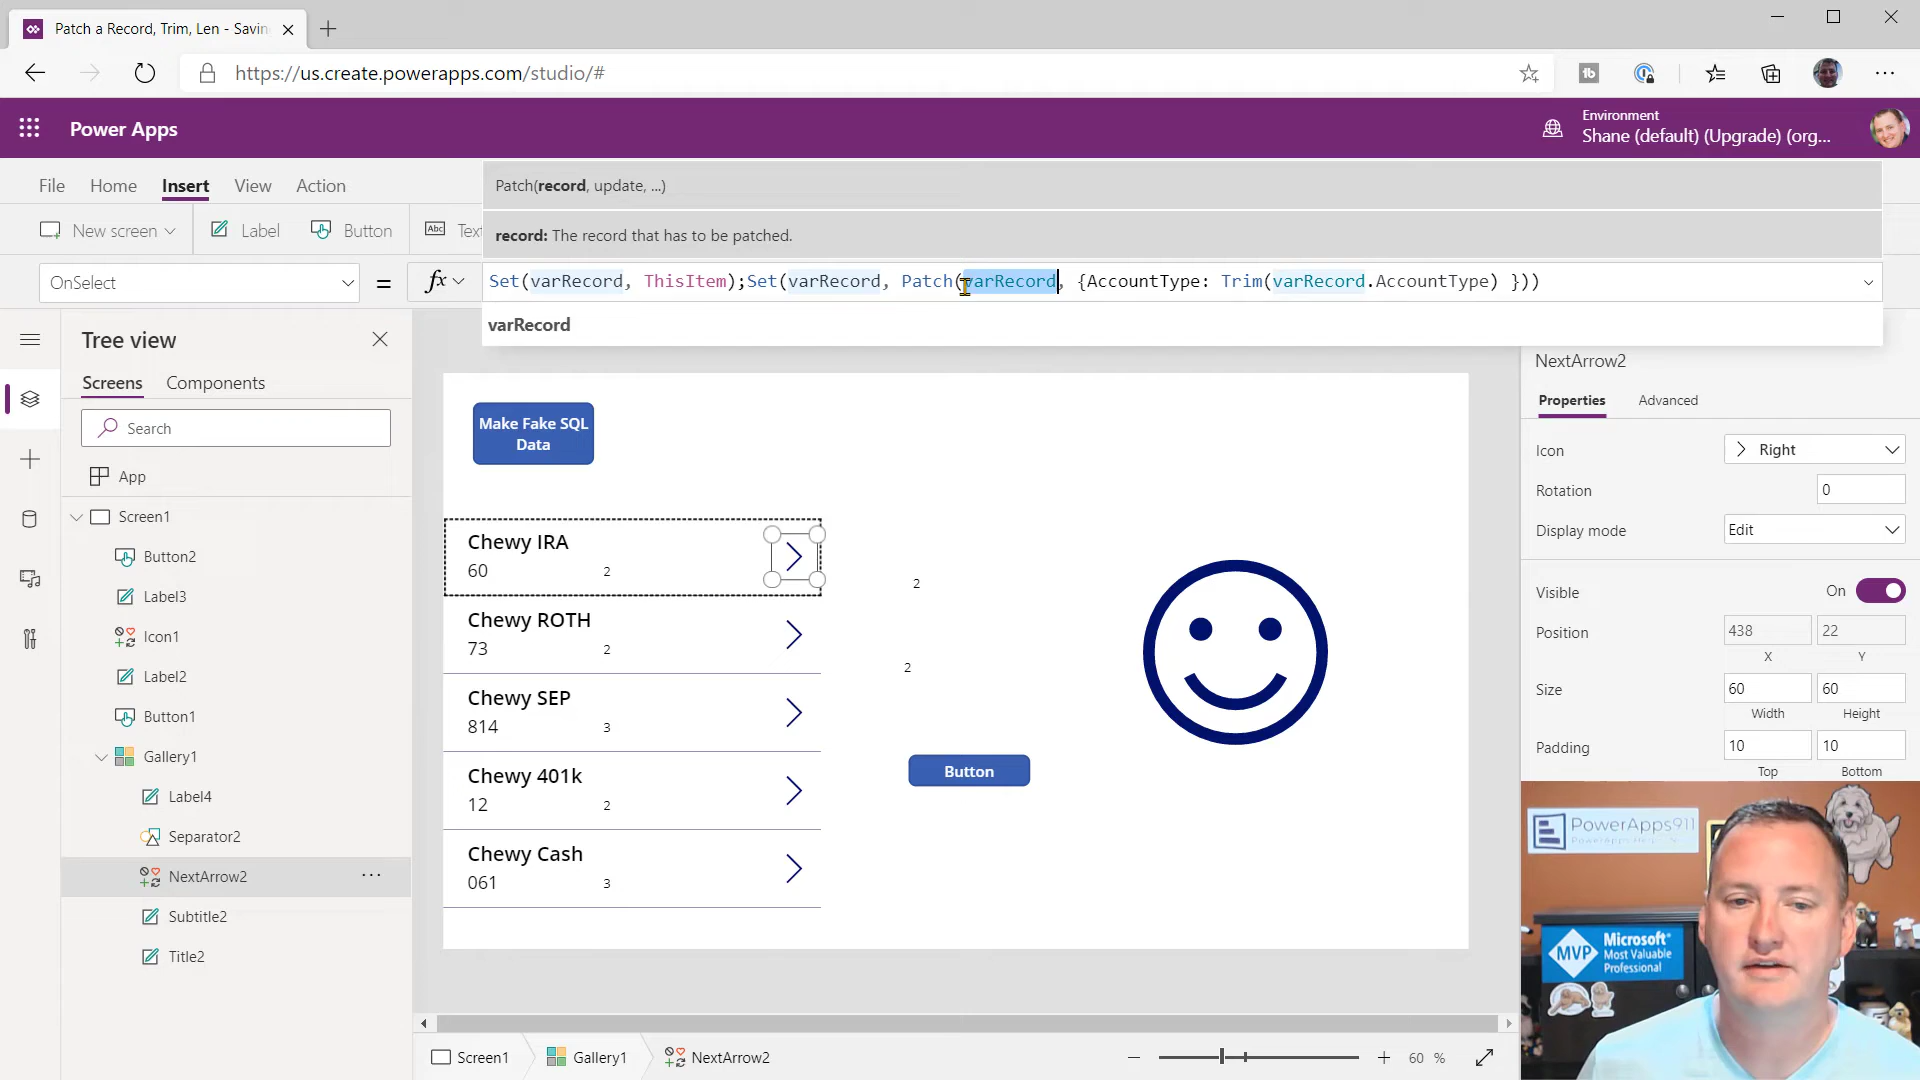 Patch a Record, Trim, Len - Savin
https://us.create.powerapps.com/studio/#
Power Apps
Environment
Shane (default) (Upgrade) (org...
File
Home
Insert
View
Action
New screen
Label
Button
Abc
Text
Patch(record, update, ...)
record: The record that has to be patched.
OnSelect
=
fx
Set(varRecord, ThisItem);Set(varRecord, Patch(varRecord, {AccountType: Trim(varRecord.AccountType) }))
varRecord
Tree view
Screens
Components
Search
App
Screen1
Button2
Label3
Icon1
Label2
Button1
Gallery1
Label4
Separator2
NextArrow2
Subtitle2
Title2
Make Fake SQL
Data
Chewy IRA
60
2
Chewy ROTH
73
2
Chewy SEP
814
3
Chewy 401k
12
2
Chewy Cash
061
3
2
2
Button
NextArrow2
Properties
Advanced
Icon
Right
Rotation
0
Display mode
Edit
Visible
On
Position
438
22
X
Y
Size
60
60
Width
Height
Padding
10
10
Top
Bottom
PowerApps911
MVP
Microsoft®
Most Valuable
Professional
Screen1
Gallery1
NextArrow2
60 %